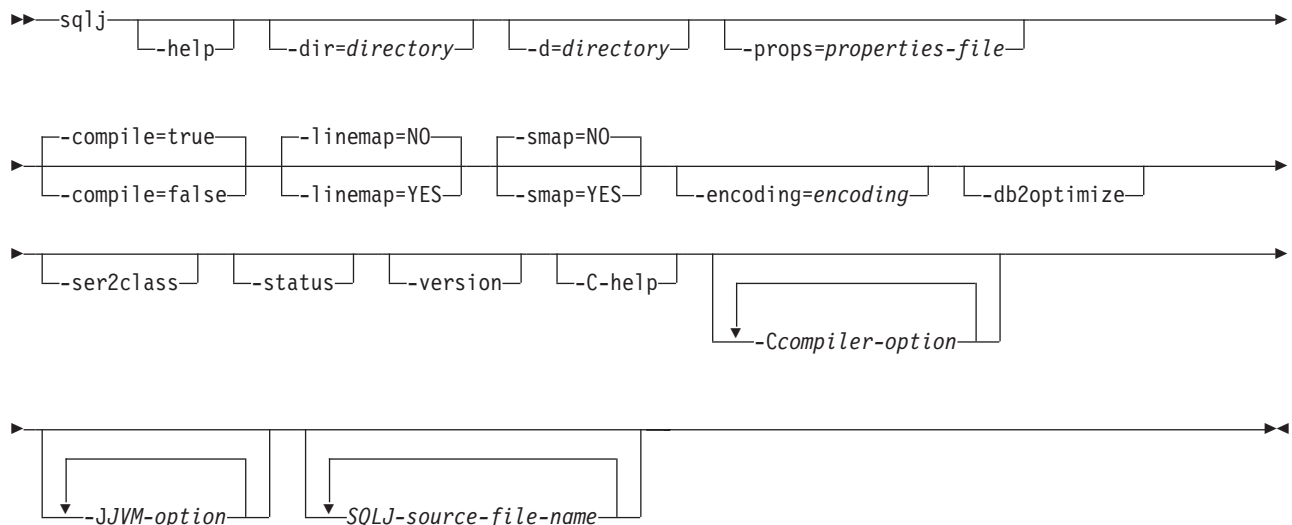 sqlj -help -dir=directory -d=directory -props=properties-file
-compile=true -linemap=NO -smap=NO
-compile=false -linemap=YES -smap=YES -encoding=encoding -db2optimize
-ser2class -status -version -C-help
-Ccompiler-option
-JJVM-option SQLJ-source-file-name